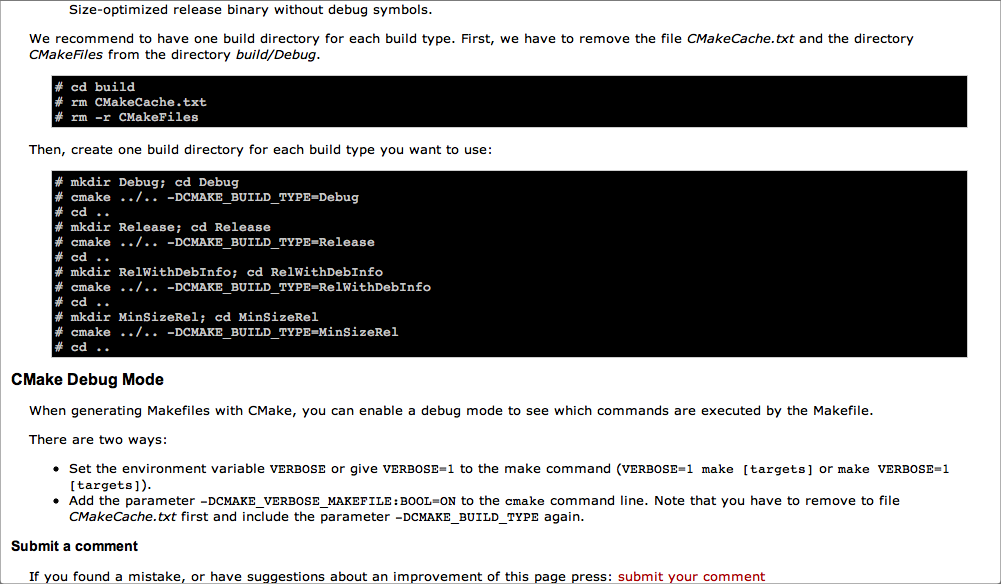 Size-optimized release binary without debug symbols.
We recommend to have one build directory for each build type. First, we have to remove the file CMakeCache.txt and the directory
CMakeFiles from the directory build/Debug.
# cd build
# rm CMakeCache.txt
# rm -r CMakeFiles
Then, create one build directory for each build type you want to use:
# mkdir Debug; cd Debug
# cmake ../.. -DCMAKE_BUILD_TYPE=Debug
# cd ..
# mkdir Release; cd Release
# cmake ../.. -DCMAKE_BUILD_TYPE=Release
# cd ..
# mkdir RelWithDebInfo; cd RelWithDebInfo
# cmake ../.. -DCMAKE_BUILD_TYPE=RelWithDebInfo
# cd ..
# mkdir MinSizeRel; cd MinSizeRel
# cmake ../.. -DCMAKE_BUILD_TYPE=MinSizeRel
# cd ..
CMake Debug Mode
When generating Makefiles with CMake, you can enable a debug mode to see which commands are executed by the Makefile.
There are two ways:
• Set the environment variable VERBOSE or give VERBOSE=1 to the make command (VERBOSE=1 make [targets] or make VERBOSE=1
[targets]).
• Add the parameter -DCMAKE_VERBOSE_MAKEFILE:BOOL=ON to the cmake command line. Note that you have to remove to file
CMakeCache.txt first and include the parameter -DCMAKE_BUILD_TYPE again.
Submit a comment
If you found a mistake, or have suggestions about an improvement of this page press: submit your comment